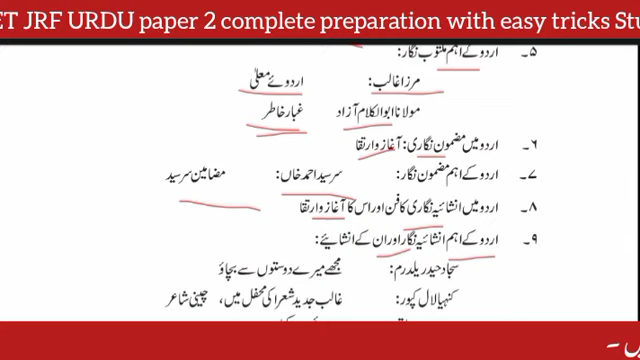 ET JRF URDU paper 2 complete preparation with easy tricks Stu
۵۔ اردو کے اہم مکتوب نگار:
مرزا غالب: اردوئے معلیٰ
مولانا ابوالکلام آزاد غبار خاطر
۶۔ اردو میں مضمون نگاری: آغاز و ارتقا
۷۔ اردو کے اہم مضمون نگار: سرسید احمد خاں: مضامین سرسید
۸۔ اردو میں انشائیہ نگاری کا فن اور اس کا آغاز و ارتقا
۹۔ اردو کے اہم انشائیہ نگار اور ان کے انشائیے:
سجاد حیدر یلدرم: مجھے میرے دوستوں سے بچاؤ
کنہیا لال کپور: غالب جدید شعرا کی محفل میں، چینی شاعر